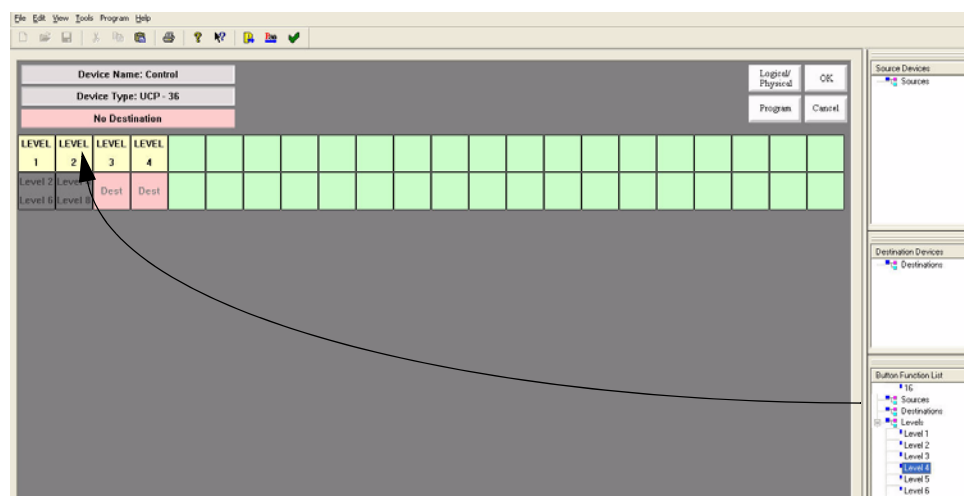 File Edit View Tools Program Help
Device Name: Control
Device Type: UCP - 36
No Destination
Logical/
Physical
OK
Program
Cancel
LEVEL LEVEL LEVEL LEVEL
1 2 3 4
Level 2 Level
Level 6 Level 8
Dest Dest
Source Devices
Sources
Destination Devices
Destinations
Button Function List
16
Sources
Destinations
Levels
Level 1
Level 2
Level 3
Level 4
Level 5
Level 6